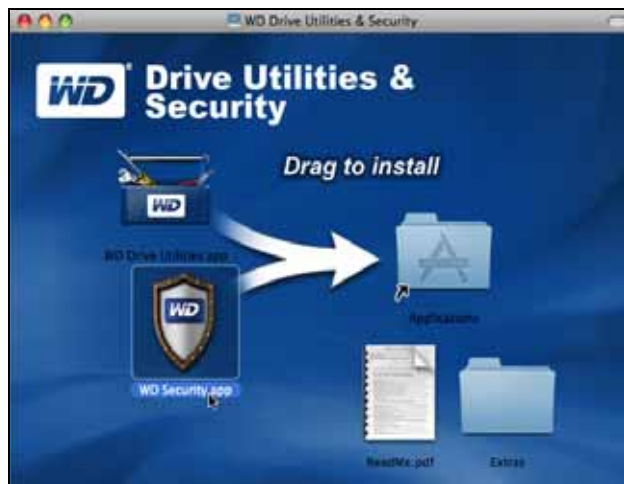 WD Drive Utilities & Security
WD®
Drive Utilities &
Security
Drag to install
WD
WD Drive Utilities.app
WD
WD Security.app
Applications
ReadMe.pdf
Extras